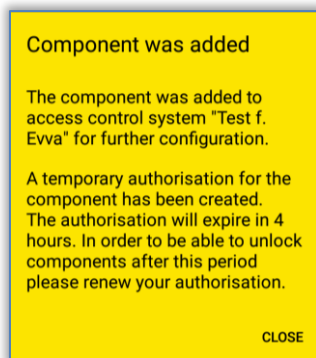 Component was added
The component was added to
access control system "Test f.
Evva" for further configuration.
A temporary authorisation for the
component has been created.
The authorisation will expire in 4
hours. In order to be able to unlock
components after this period
please renew your authorisation.
CLOSE